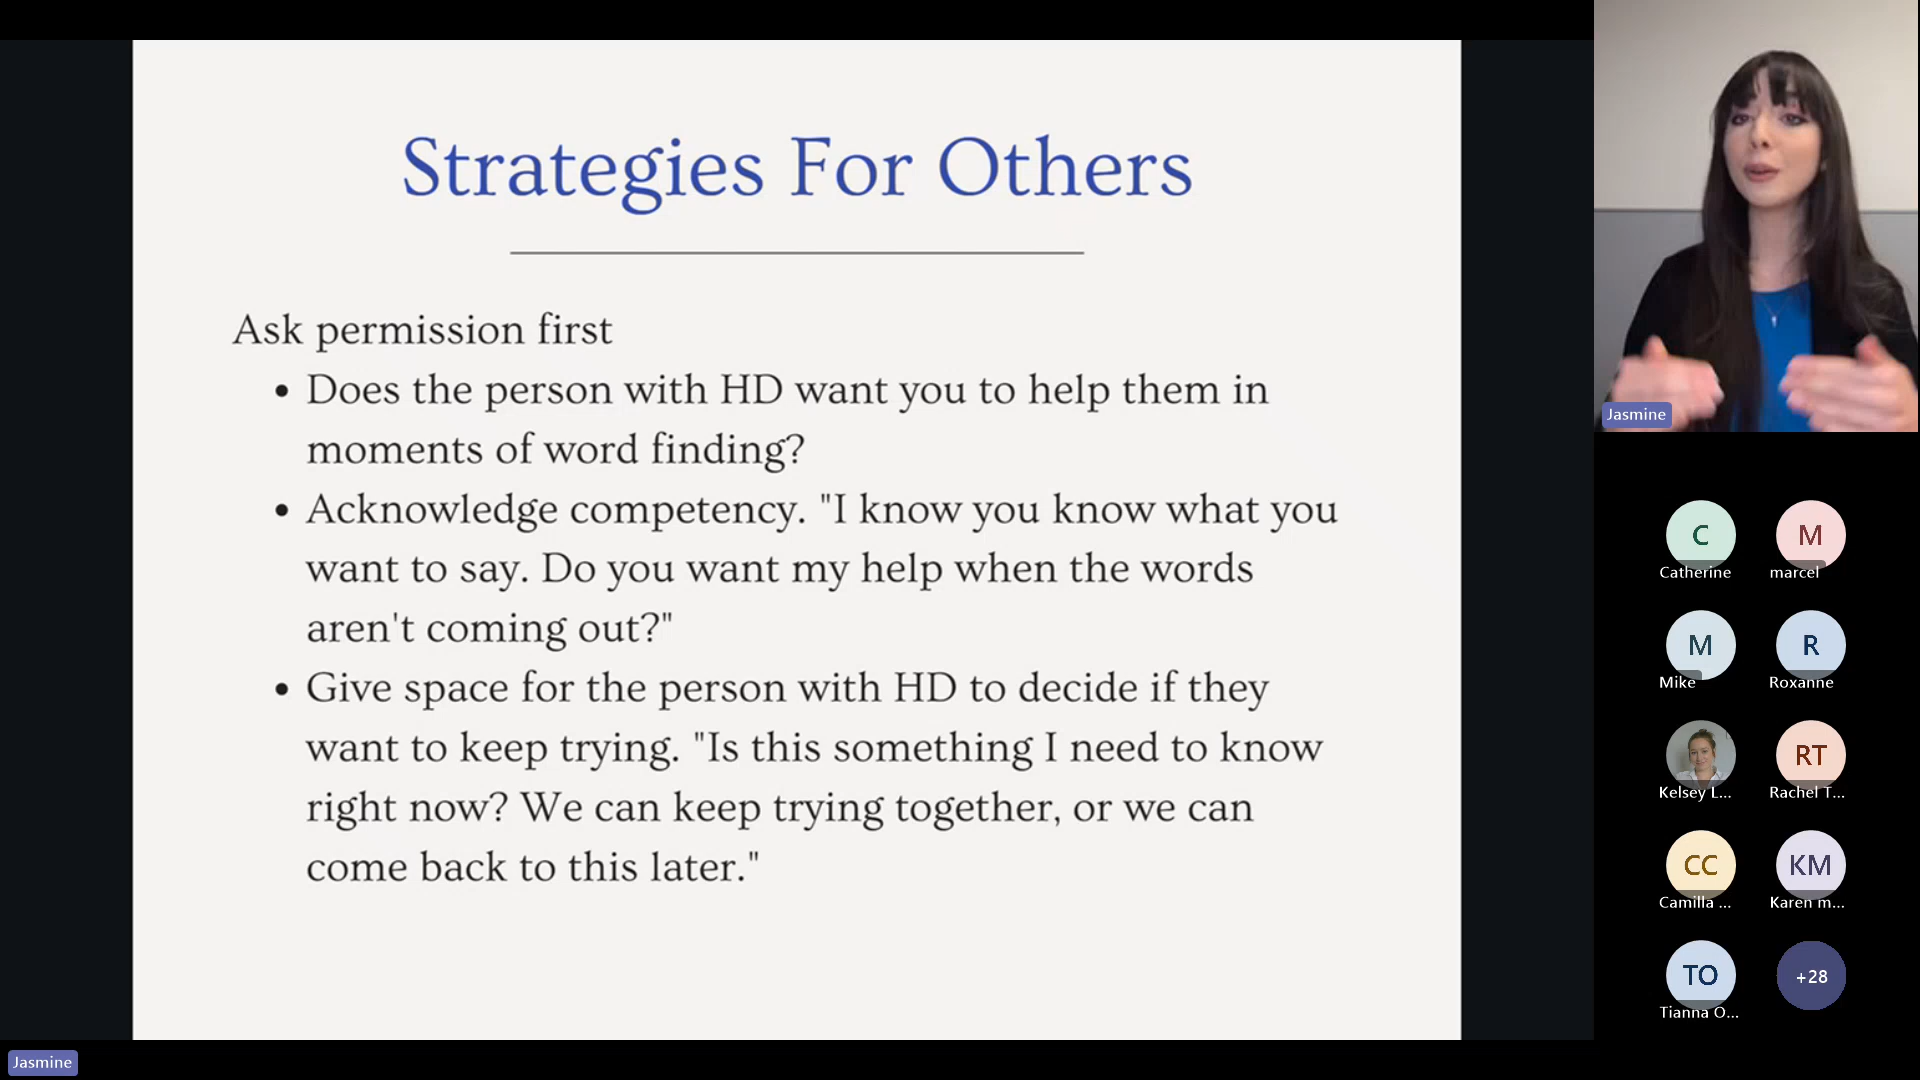 Strategies For Others
Ask permission first
• Does the person with HD want you to help them in
moments of word finding?
• Acknowledge competency. "I know you know what you
want to say. Do you want my help when the words
aren't coming out?"
• Give space for the person with HD to decide if they
want to keep trying. "Is this something I need to know
right now? We can keep trying together, or we can
come back to this later."
Jasmine
C
Catherine
M
marcel
M
Mike
R
Roxanne
Kelsey L...
RT
Rachel T...
CC
Camilla ...
KM
Karen m...
TO
Tianna O...
+28
Jasmine